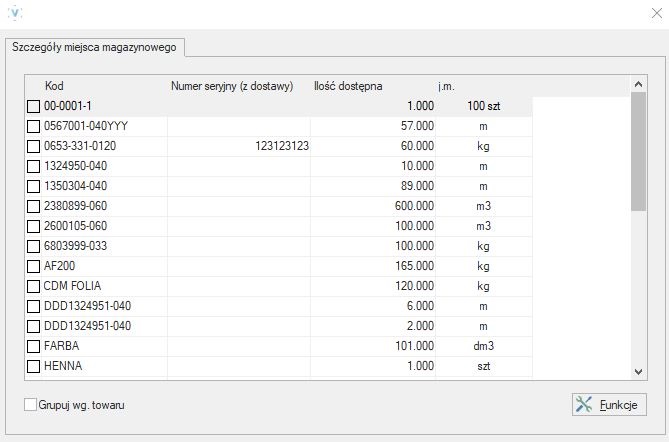 Szczegóły miejsca magazynowego
Kod Numer seryjny (z dostawy) Ilość dostępna j.m.
00-0001-1 1.000 100 szt
0567001-040YYY 57.000 m
0653-331-0120 123123123 60.000 kg
1324950-040 10.000 m
1350304-040 89.000 m
2380899-060 600.000 m3
2600105-060 100.000 m3
6803999-033 100.000 kg
AF200 165.000 kg
CDM FOLIA 120.000 kg
DDD1324951-040 6.000 m
DDD1324951-040 2.000 m
FARBA 101.000 dm3
HENNA 1.000 szt
Grupuj wg. towaru
Funkcje